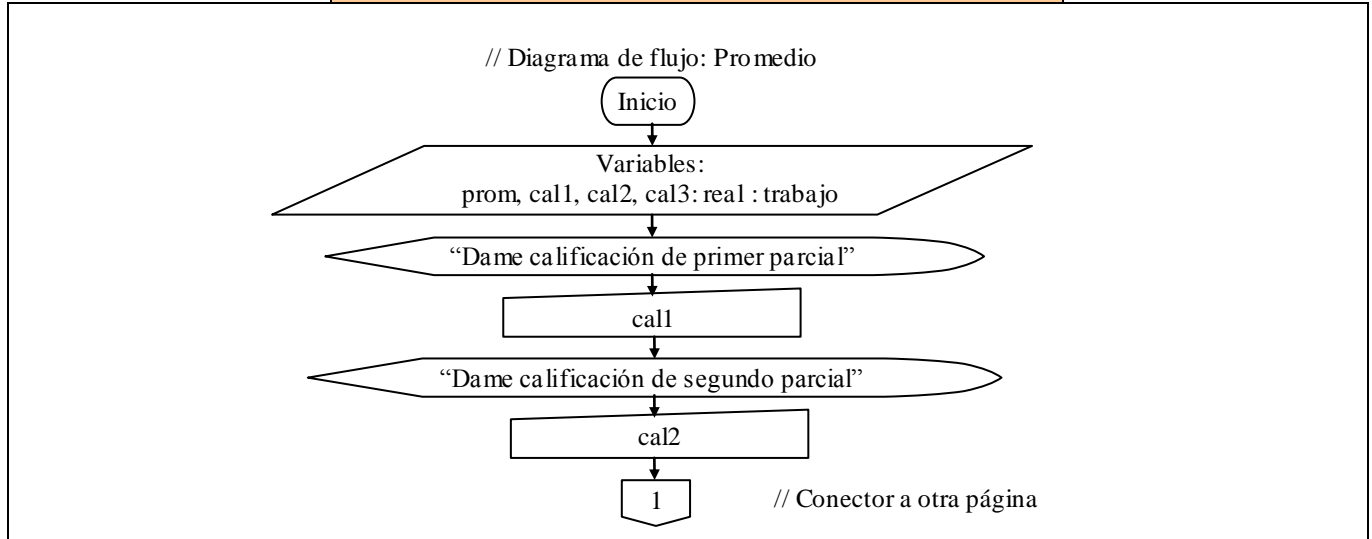 // Diagrama de flujo: Promedio
Inicio
Variables:
prom, cal1, cal2, cal3: real : trabajo
“Dame calificación de primer parcial”
cal1
“Dame calificación de segundo parcial”
cal2
1
// Conector a otra página